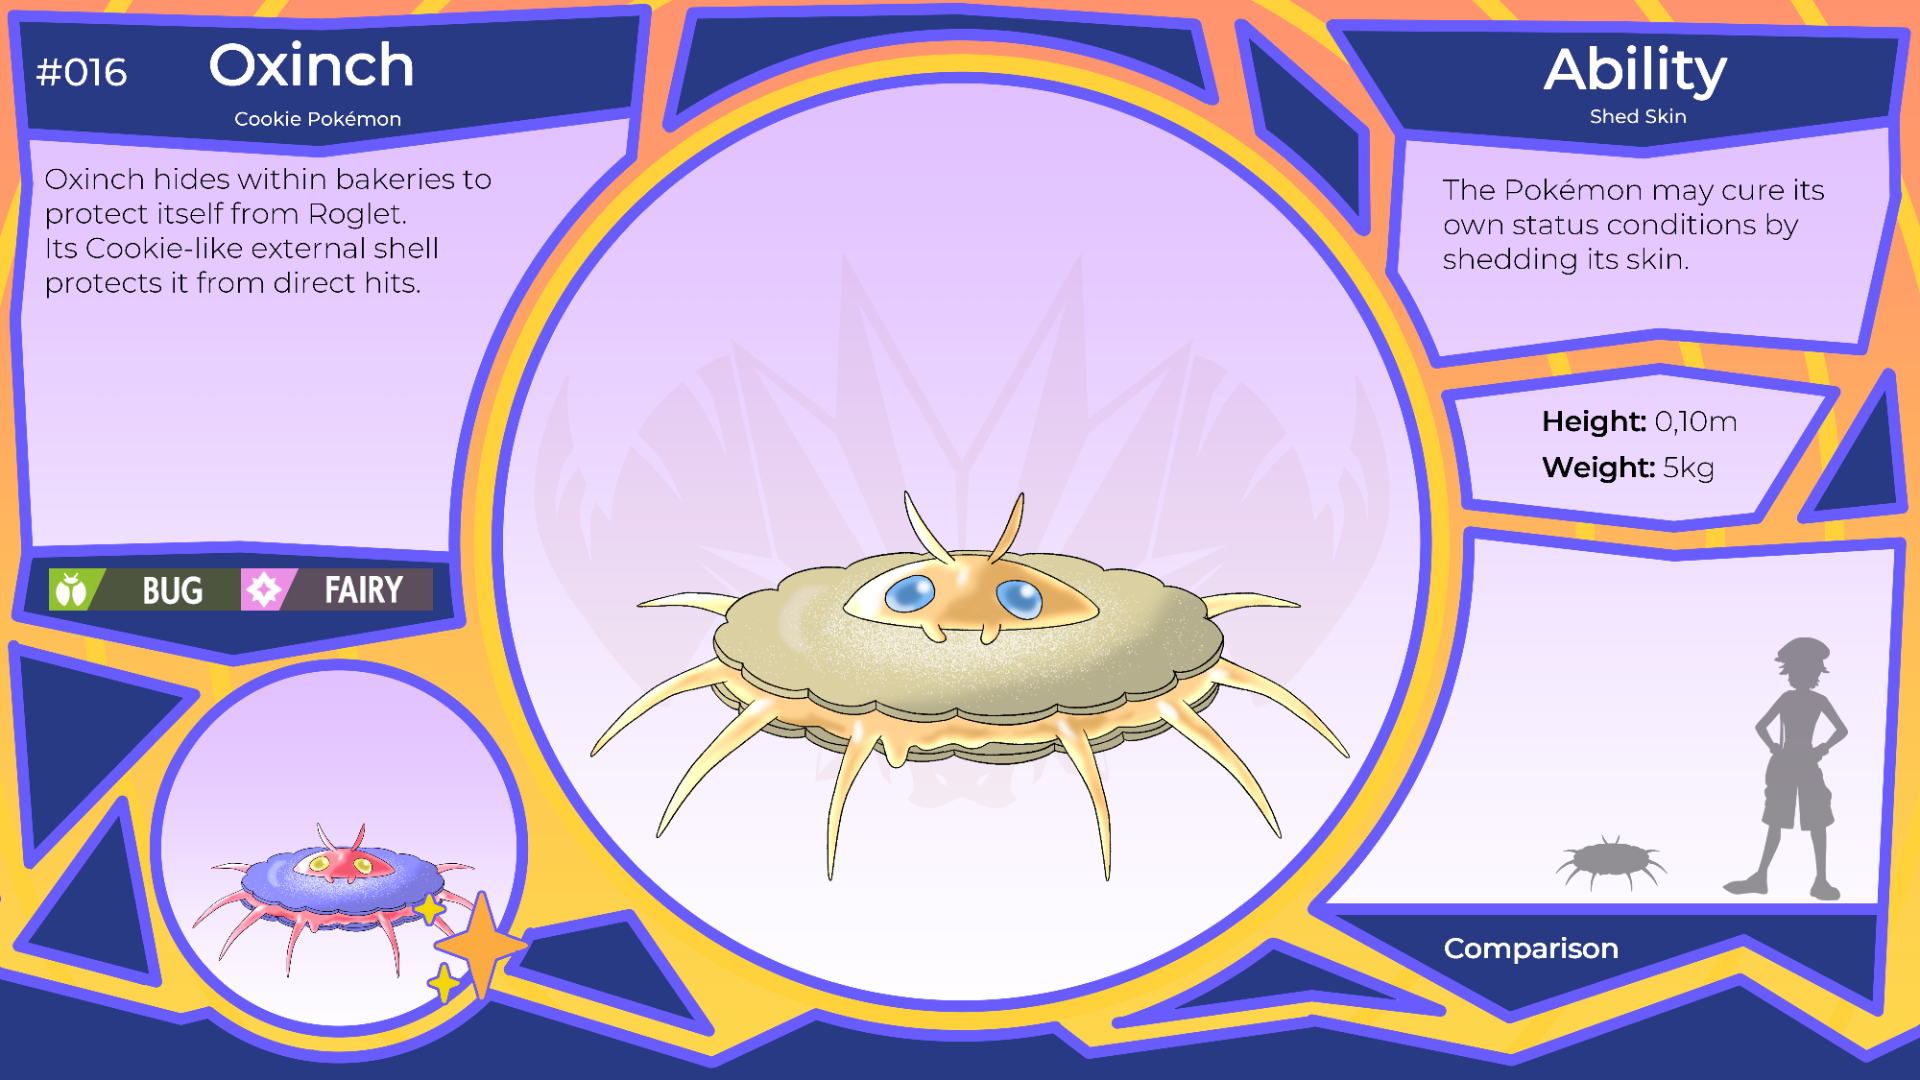 #016
Oxinch
Cookie Pokémon
Oxinch hides within bakeries to
protect itself from Roglet.
Its Cookie-like external shell
protects it from direct hits.
BUG
FAIRY
Ability
Shed Skin
The Pokémon may cure its
own status conditions by
shedding its skin.
Height: 0,10m
Weight: 5kg
Comparison